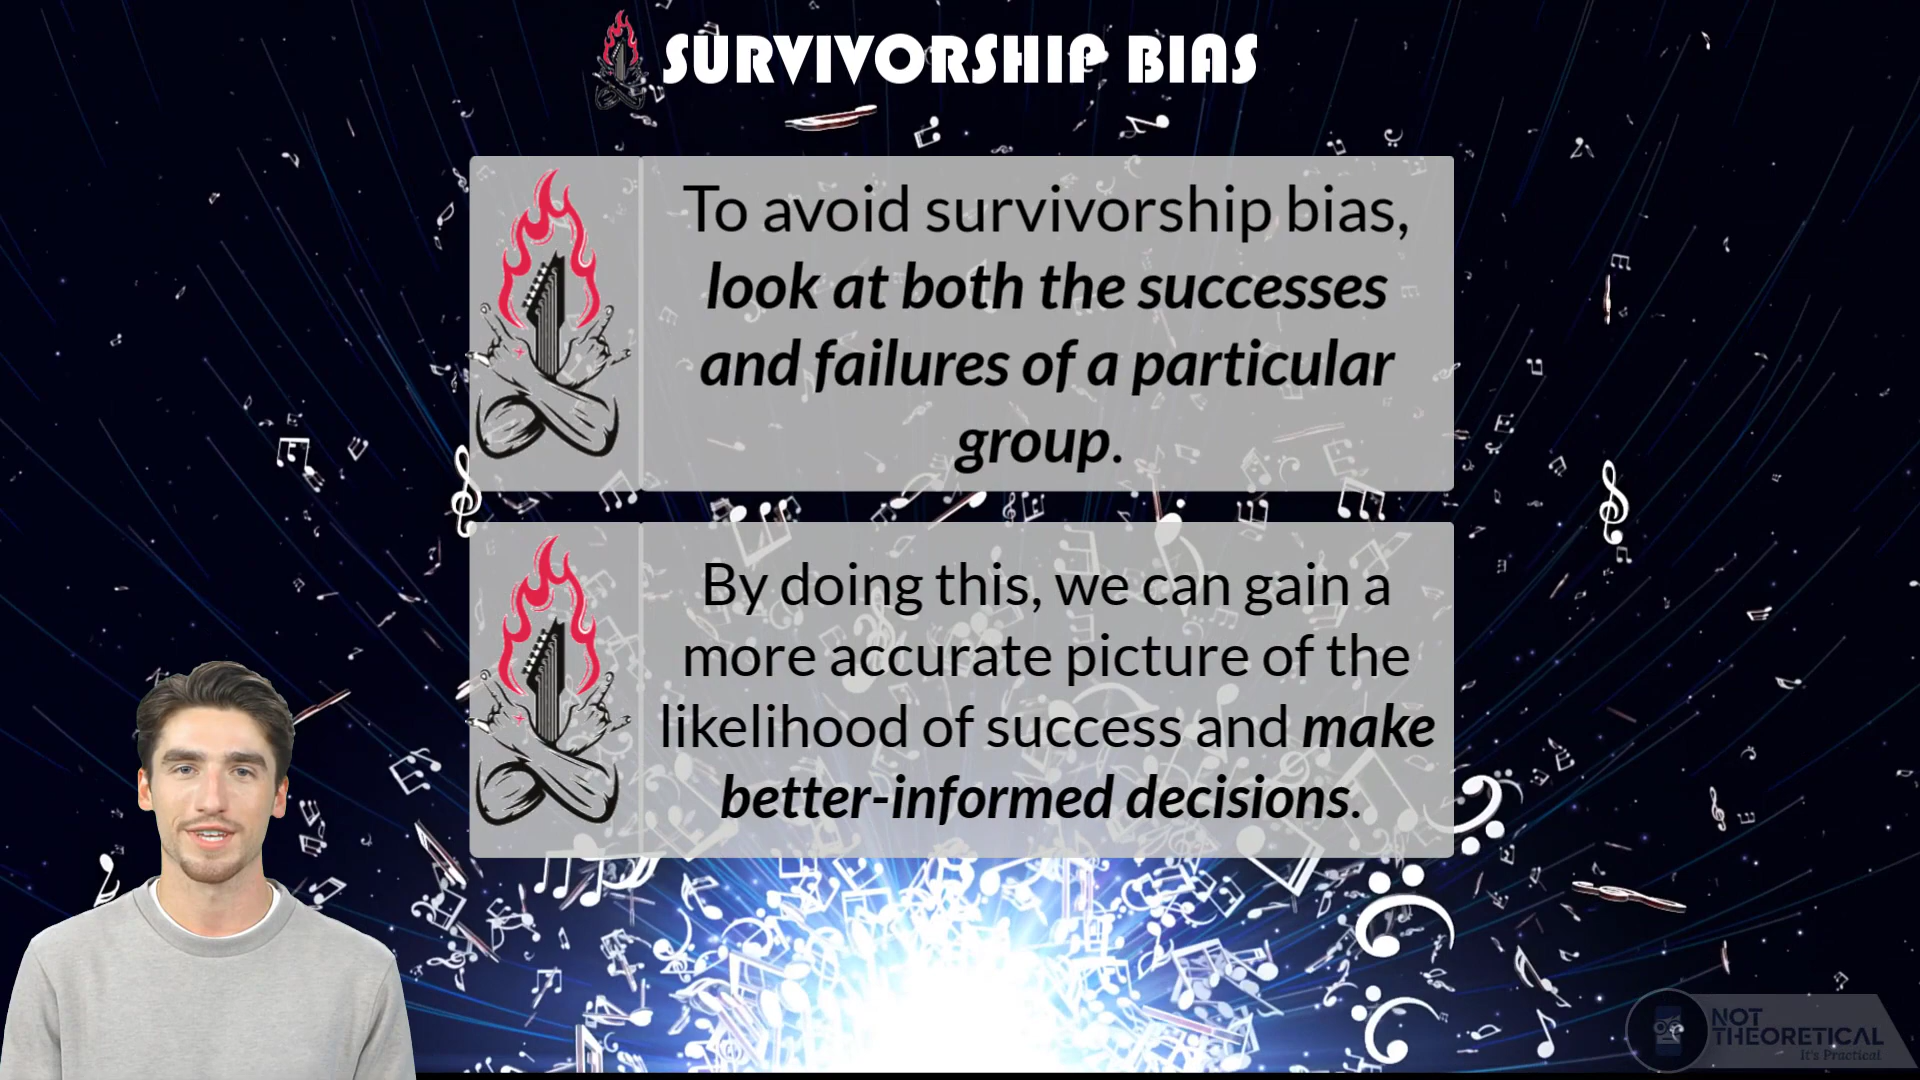 SURVIVORSHIP BIAS
To avoid survivorship bias,
look at both the successes
and failures of a particular
group.
By doing this, we can gain a
more accurate picture of the
likelihood of success and make
better-informed decisions.
NOT
THEORETICAL
It's Practical